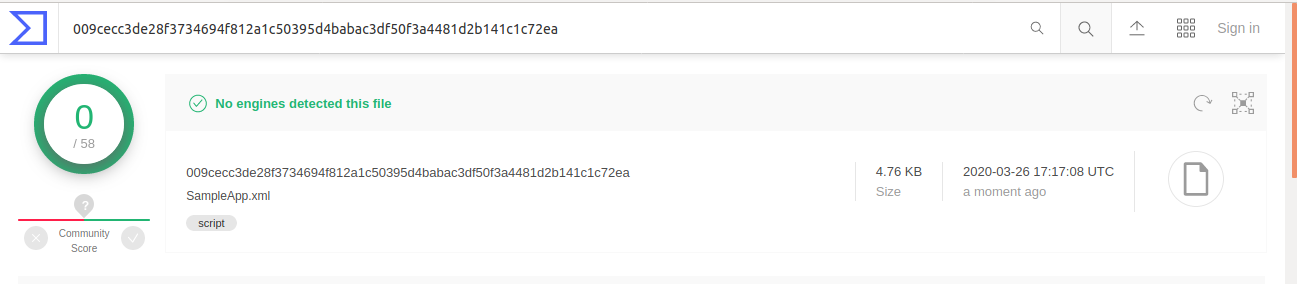 009cecc3de28f3734694f812a1c50395d4babac3df50f3a4481d2b141c1c72ea
Sign in
0
/ 58
?
Community
Score
No engines detected this file
009cecc3de28f3734694f812a1c50395d4babac3df50f3a4481d2b141c1c72ea
SampleApp.xml
script
4.76 KB
Size
2020-03-26 17:17:08 UTC
a moment ago